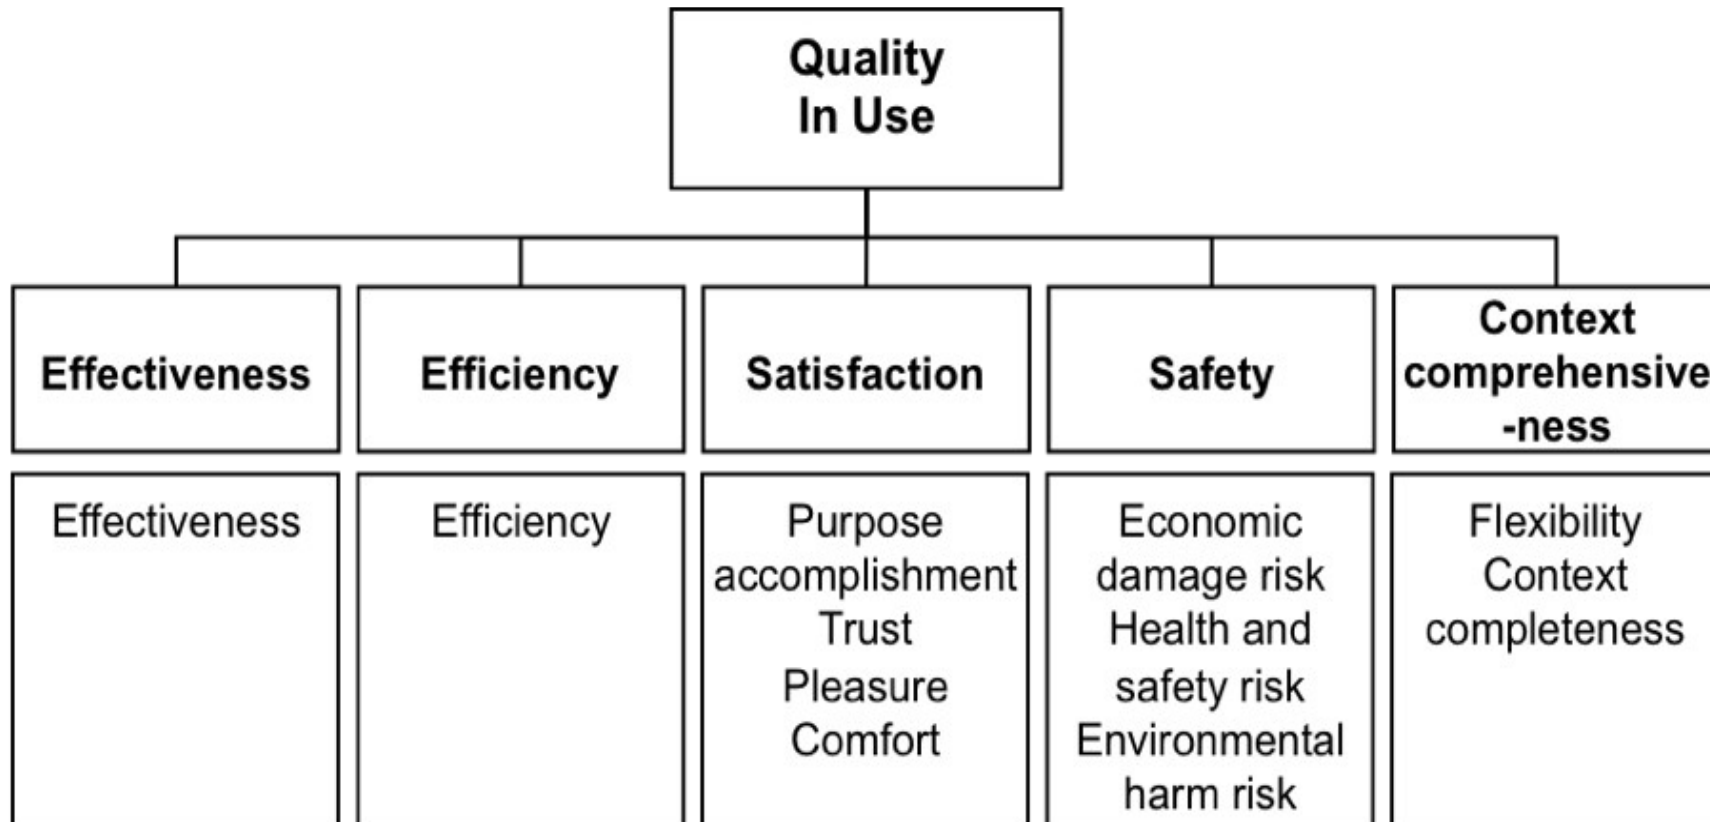 Quality
In Use
Effectiveness
Efficiency
Satisfaction
Safety
Context
comprehensive
-ness
Effectiveness
Efficiency
Purpose
accomplishment
Trust
Pleasure
Comfort
Economic
damage risk
Health and
safety risk
Environmental
harm risk
Flexibility
Context
completeness